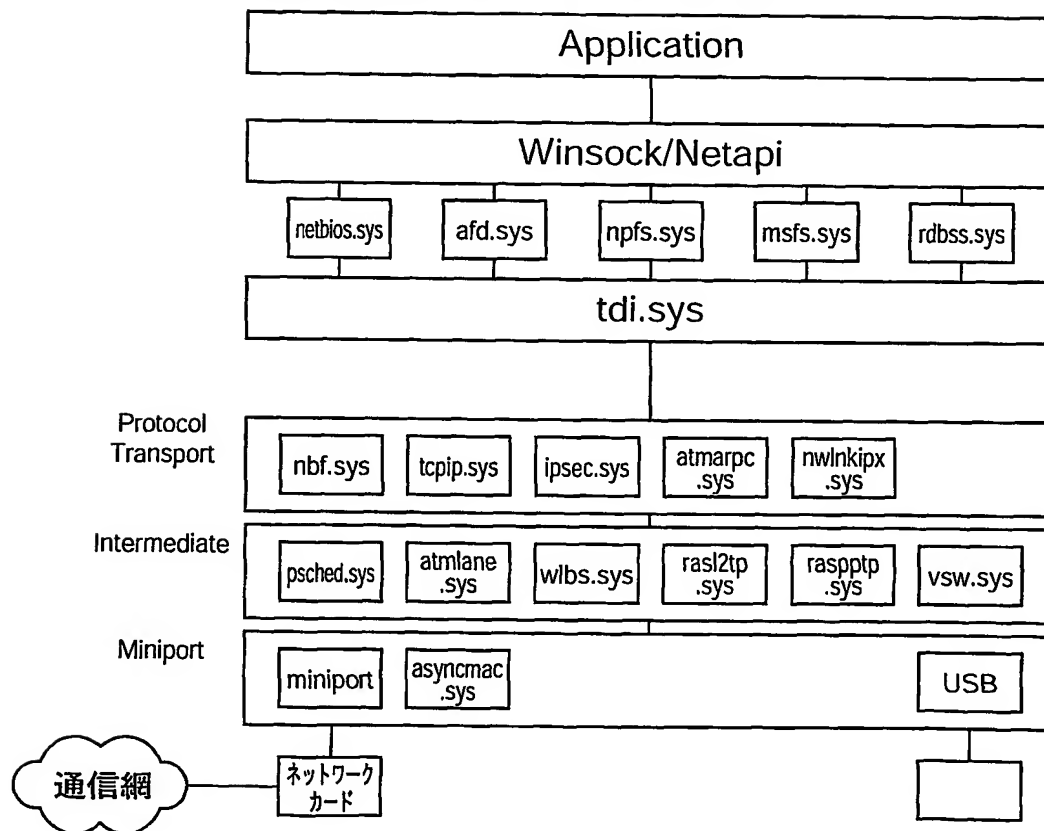 Application
Winsock/Netapi
netbios.sys
afd.sys
npfs.sys
msfs.sys
rdbss.sys
tdi.sys
Protocol
Transport
nbf.sys
tcpip.sys
ipsec.sys
atmarpc
.sys
nwlnkipx
.sys
Intermediate
psched.sys
atmlane
.sys
wlbs.sys
rasl2tp
.sys
raspptp
.sys
vsw.sys
Miniport
miniport
asyncmac
.sys
USB
通信網
ネットワーク
カード